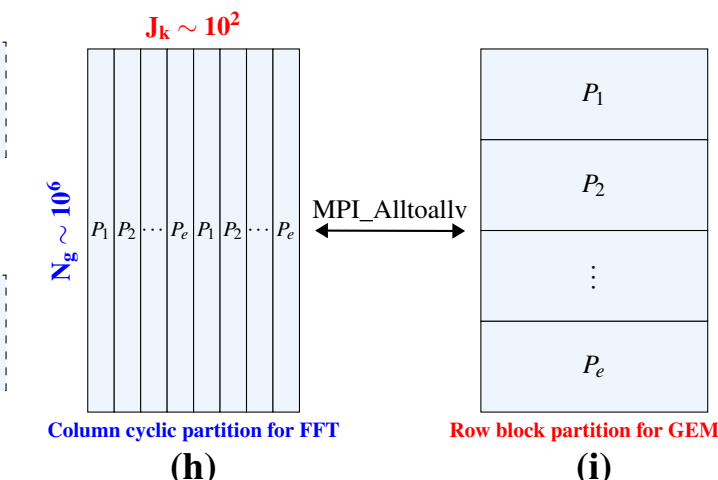 J_k ∼ 10^2
N_g ∼ 10^6
P_1 P_2 ⋯ P_e P_1 P_2 ⋯ P_e
MPI_Alltoallv
P_1
P_2
⋮
P_e
Column cyclic partition for FFT
Row block partition for GEM
(h)
(i)